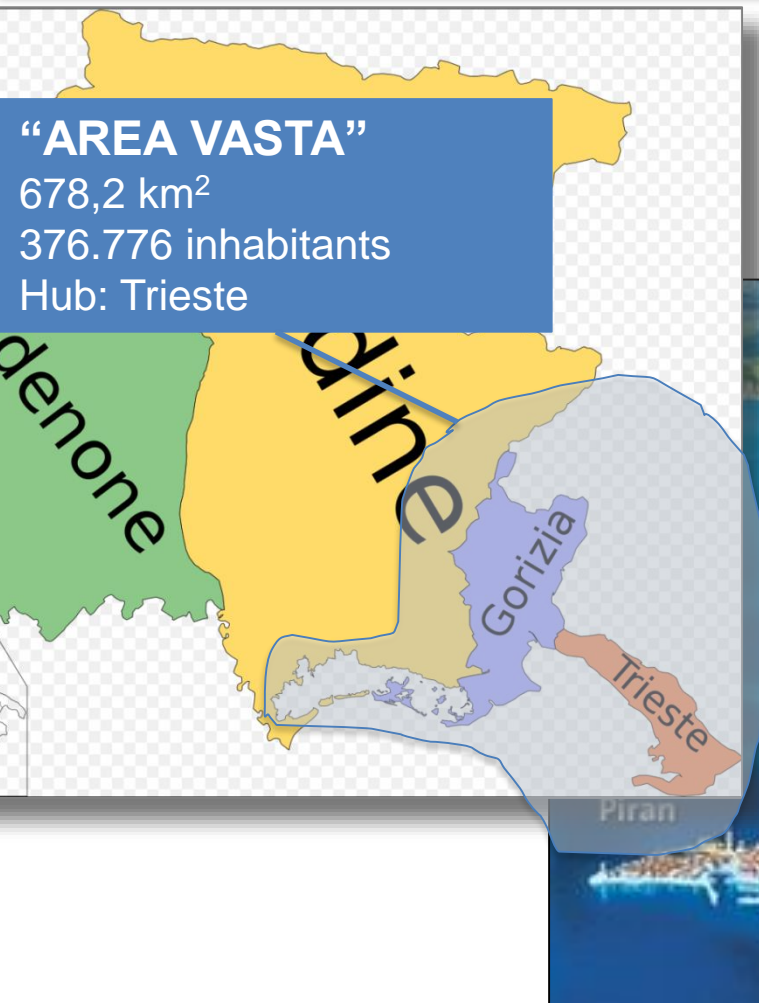 “AREA VASTA”
678,2 km²
376.776 inhabitants
Hub: Trieste
denone
dine
Gorizia
Trieste
Piran